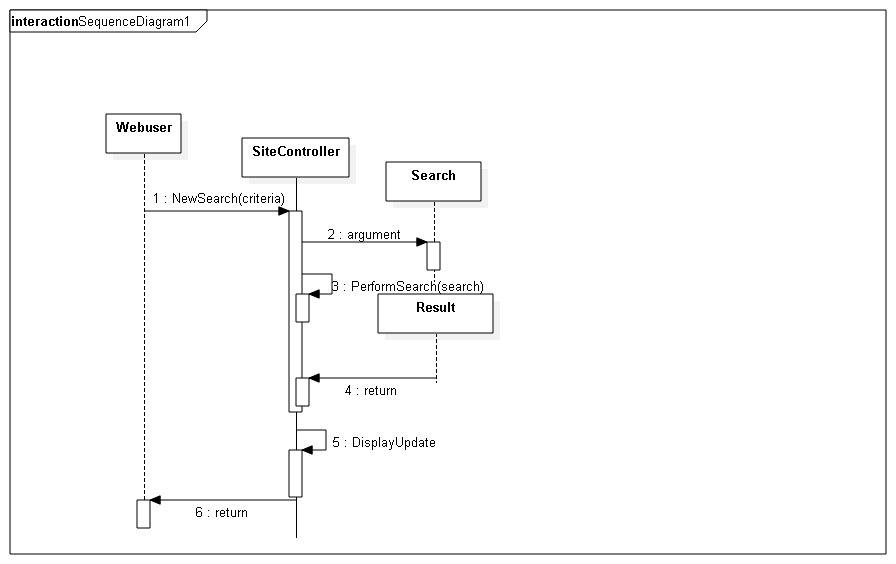 interactionSequenceDiagram1
Webuser
SiteController
Search
1 : NewSearch(criteria)
2 : argument
3 : PerformSearch(search)
Result
4 : return
5 : DisplayUpdate
6 : return